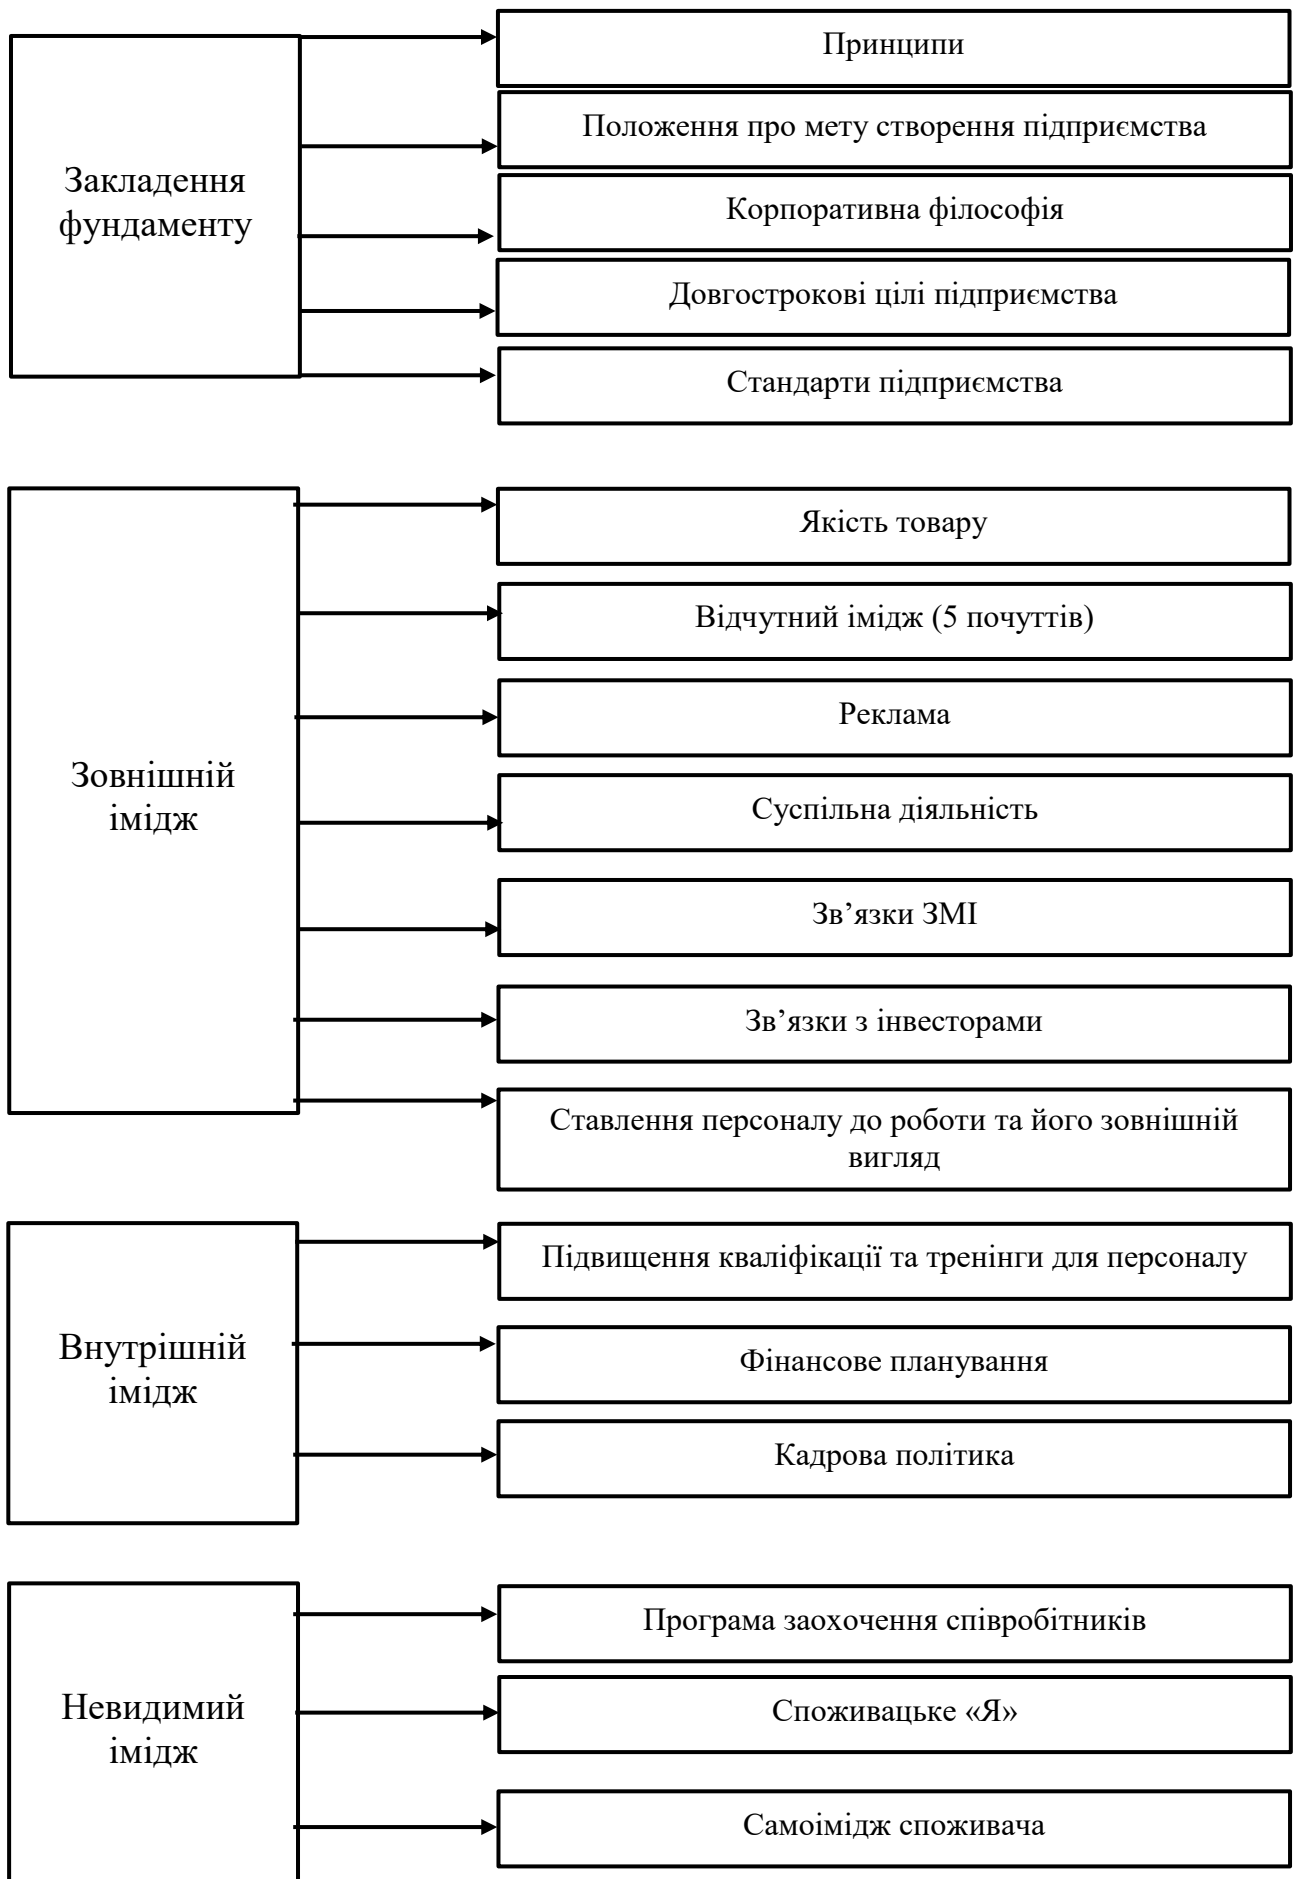 Закладення
фундаменту
Принципи
Положення про мету створення підприємства
Корпоративна філософія
Довгострокові цілі підприємства
Стандарти підприємства
Зовнішній
імідж
Якість товару
Відчутний імідж (5 почуттів)
Реклама
Суспільна діяльність
Зв’язки ЗМІ
Зв’язки з інвесторами
Ставлення персоналу до роботи та його зовнішній
вигляд
Внутрішній
імідж
Підвищення кваліфікації та тренінги для персоналу
Фінансове планування
Кадрова політика
Невидимий
імідж
Програма заохочення співробітників
Споживацьке «Я»
Самоімідж споживача